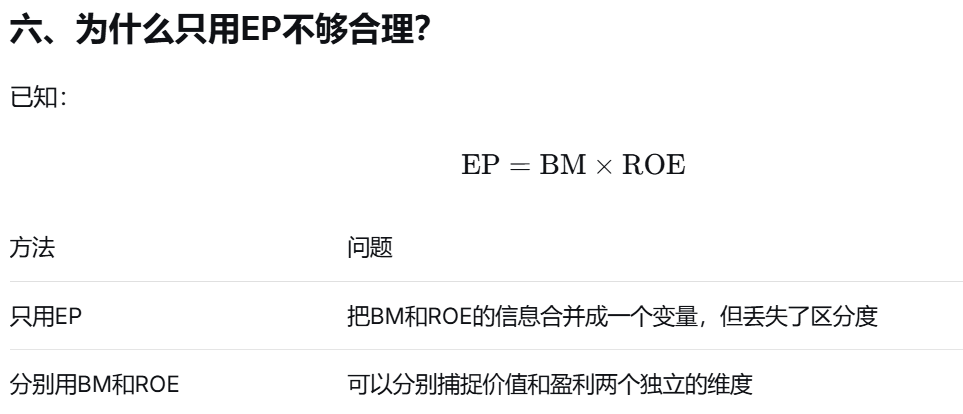 六、为什么只用EP不够合理？
已知：
EP = BM × ROE
方法 问题
只用EP 把BM和ROE的信息合并成一个变量，但丢失了区分度
分别用BM和ROE 可以分别捕捉价值和盈利两个独立的维度